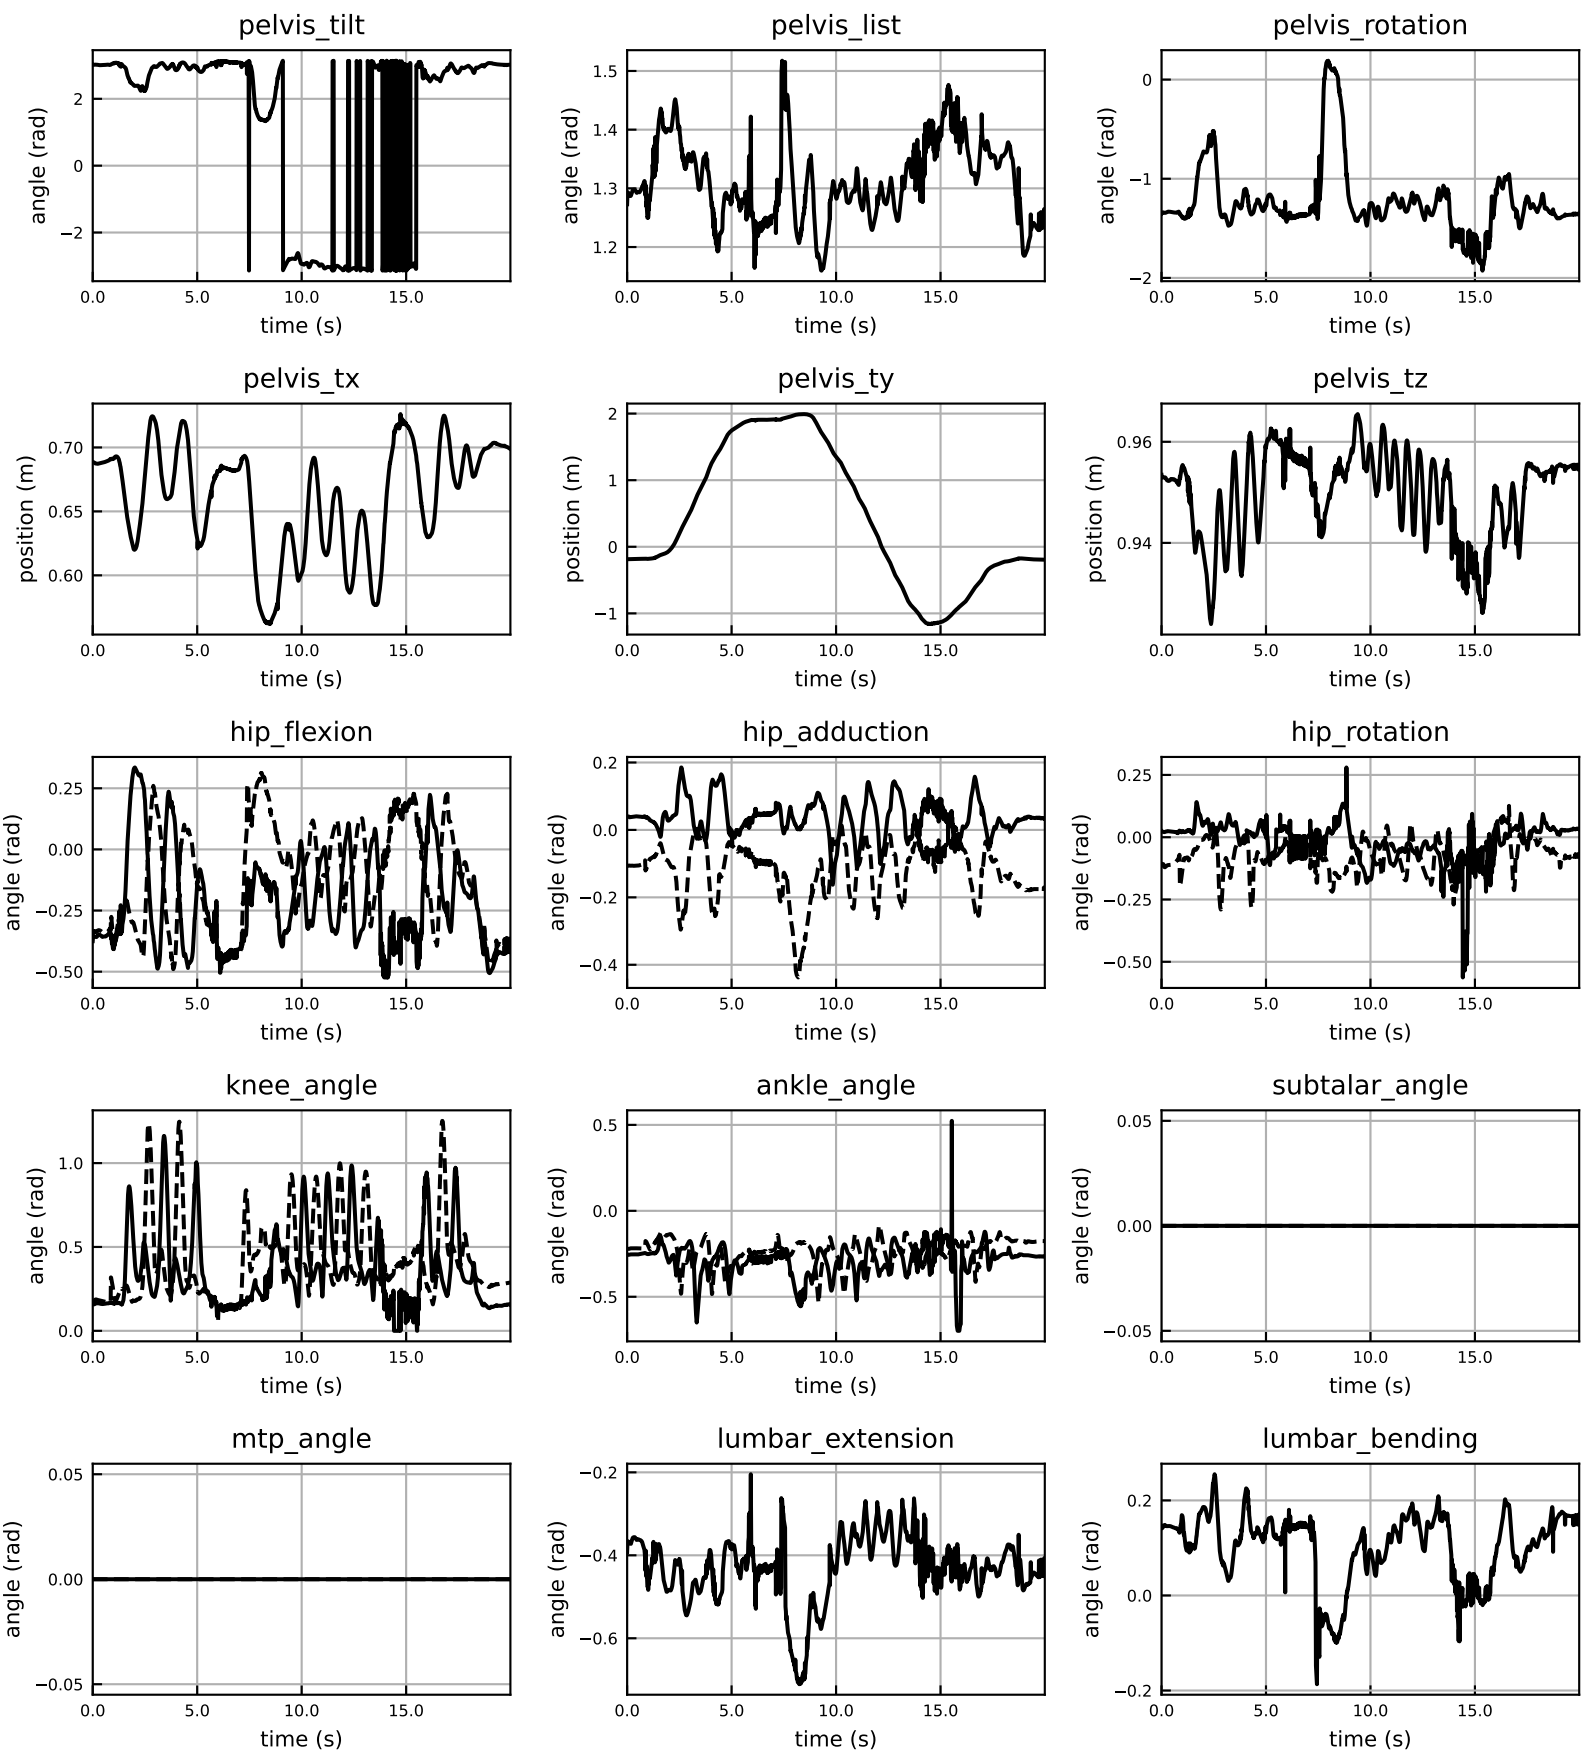 pelvis_tilt
angle (rad)
2
0
−2
0.0 5.0 10.0 15.0
time (s)
pelvis_list
angle (rad)
1.5
1.4
1.3
1.2
0.0 5.0 10.0 15.0
time (s)
pelvis_rotation
angle (rad)
0
−1
−2
0.0 5.0 10.0 15.0
time (s)
pelvis_tx
position (m)
0.70
0.65
0.60
0.0 5.0 10.0 15.0
time (s)
pelvis_ty
position (m)
2
1
0
−1
0.0 5.0 10.0 15.0
time (s)
pelvis_tz
position (m)
0.96
0.94
0.0 5.0 10.0 15.0
time (s)
hip_flexion
angle (rad)
0.25
0.00
−0.25
−0.50
0.0 5.0 10.0 15.0
time (s)
hip_adduction
angle (rad)
0.2
0.0
−0.2
−0.4
0.0 5.0 10.0 15.0
time (s)
hip_rotation
angle (rad)
0.25
0.00
−0.25
−0.50
0.0 5.0 10.0 15.0
time (s)
knee_angle
angle (rad)
1.0
0.5
0.0
0.0 5.0 10.0 15.0
time (s)
ankle_angle
angle (rad)
0.5
0.0
−0.5
0.0 5.0 10.0 15.0
time (s)
subtalar_angle
angle (rad)
0.05
0.00
−0.05
0.0 5.0 10.0 15.0
time (s)
mtp_angle
angle (rad)
0.05
0.00
−0.05
0.0 5.0 10.0 15.0
time (s)
lumbar_extension
angle (rad)
−0.2
−0.4
−0.6
0.0 5.0 10.0 15.0
time (s)
lumbar_bending
angle (rad)
0.2
0.0
−0.2
0.0 5.0 10.0 15.0
time (s)